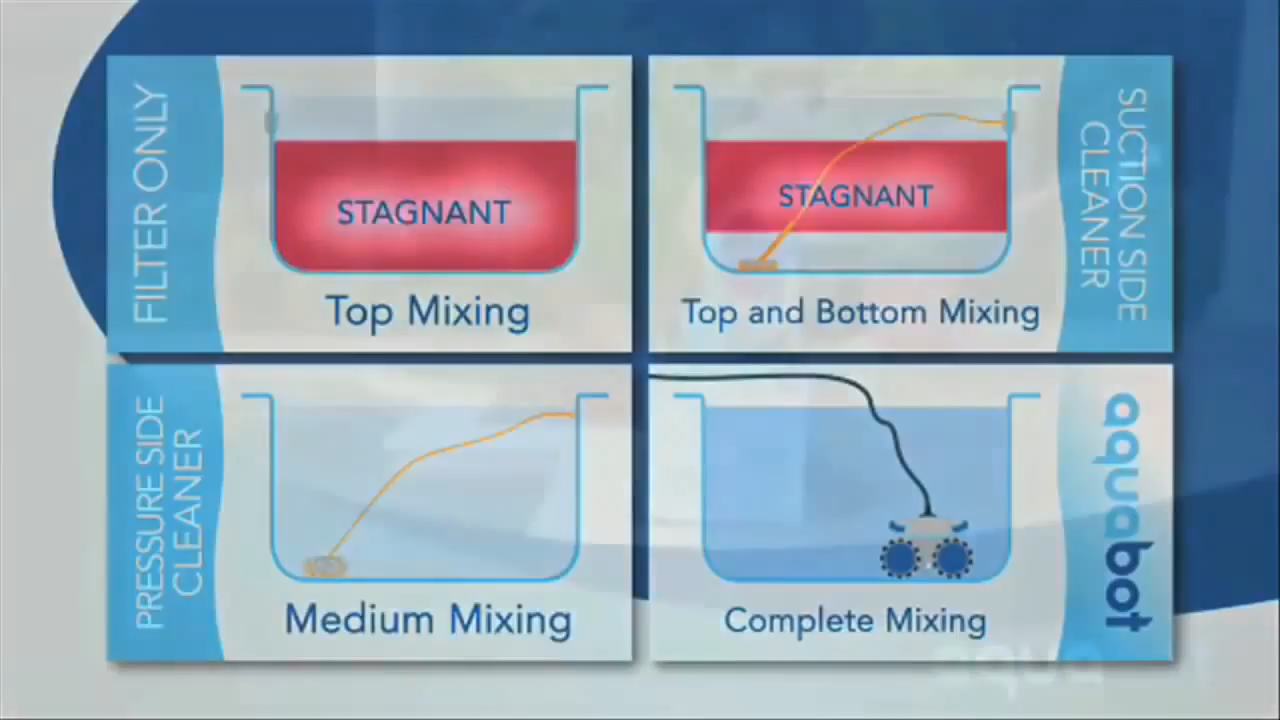 FILTER ONLY
STAGNANT
Top Mixing
STAGNANT
Top and Bottom Mixing
SUCTION SIDE
CLEANER
PRESSURE SIDE
CLEANER
Medium Mixing
Complete Mixing
aquabot
aqua